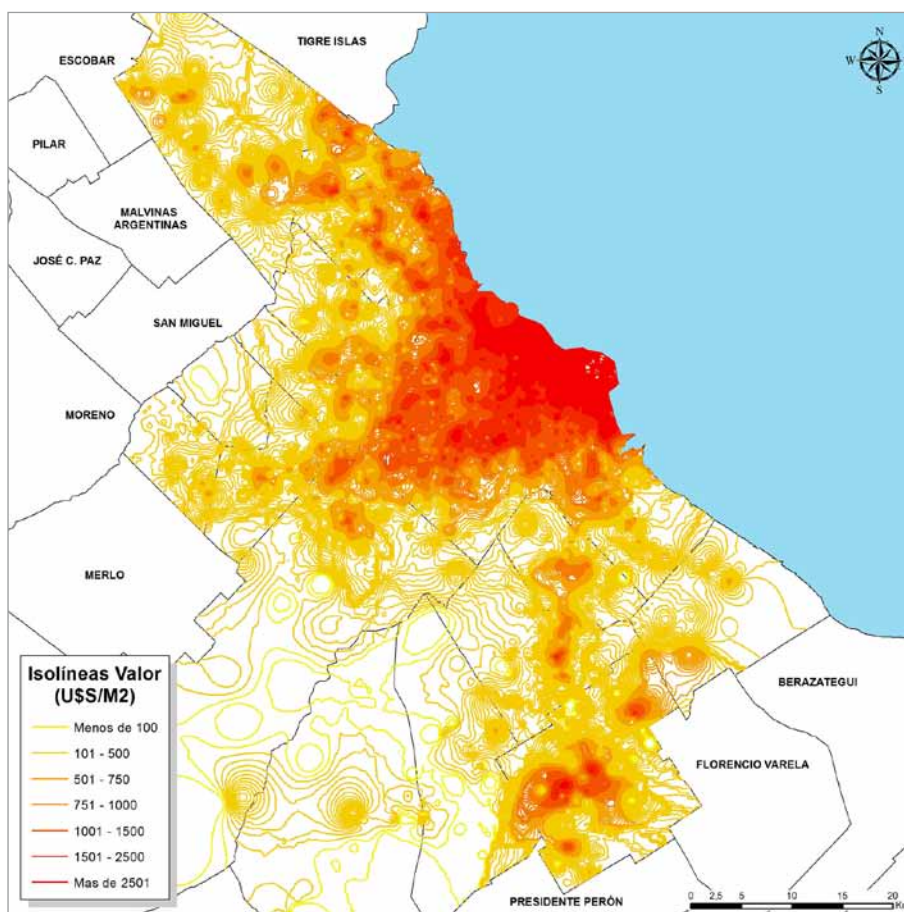 TIGRE ISLAS
ESCOBAR
N
W
E
S
PILAR
MALVINAS
ARGENTINAS
JOSÉ C. PAZ
SAN MIGUEL
MORENO
MERLO
BERAZATEGUI
FLORENCIO VARELA
PRESIDENTE PERÓN
Isolíneas Valor
(U$S/M2)
Menos de 100
101 - 500
501 - 750
751 - 1000
1001 - 1500
1501 - 2500
Mas de 2501
0 2,5 5 10 15 20